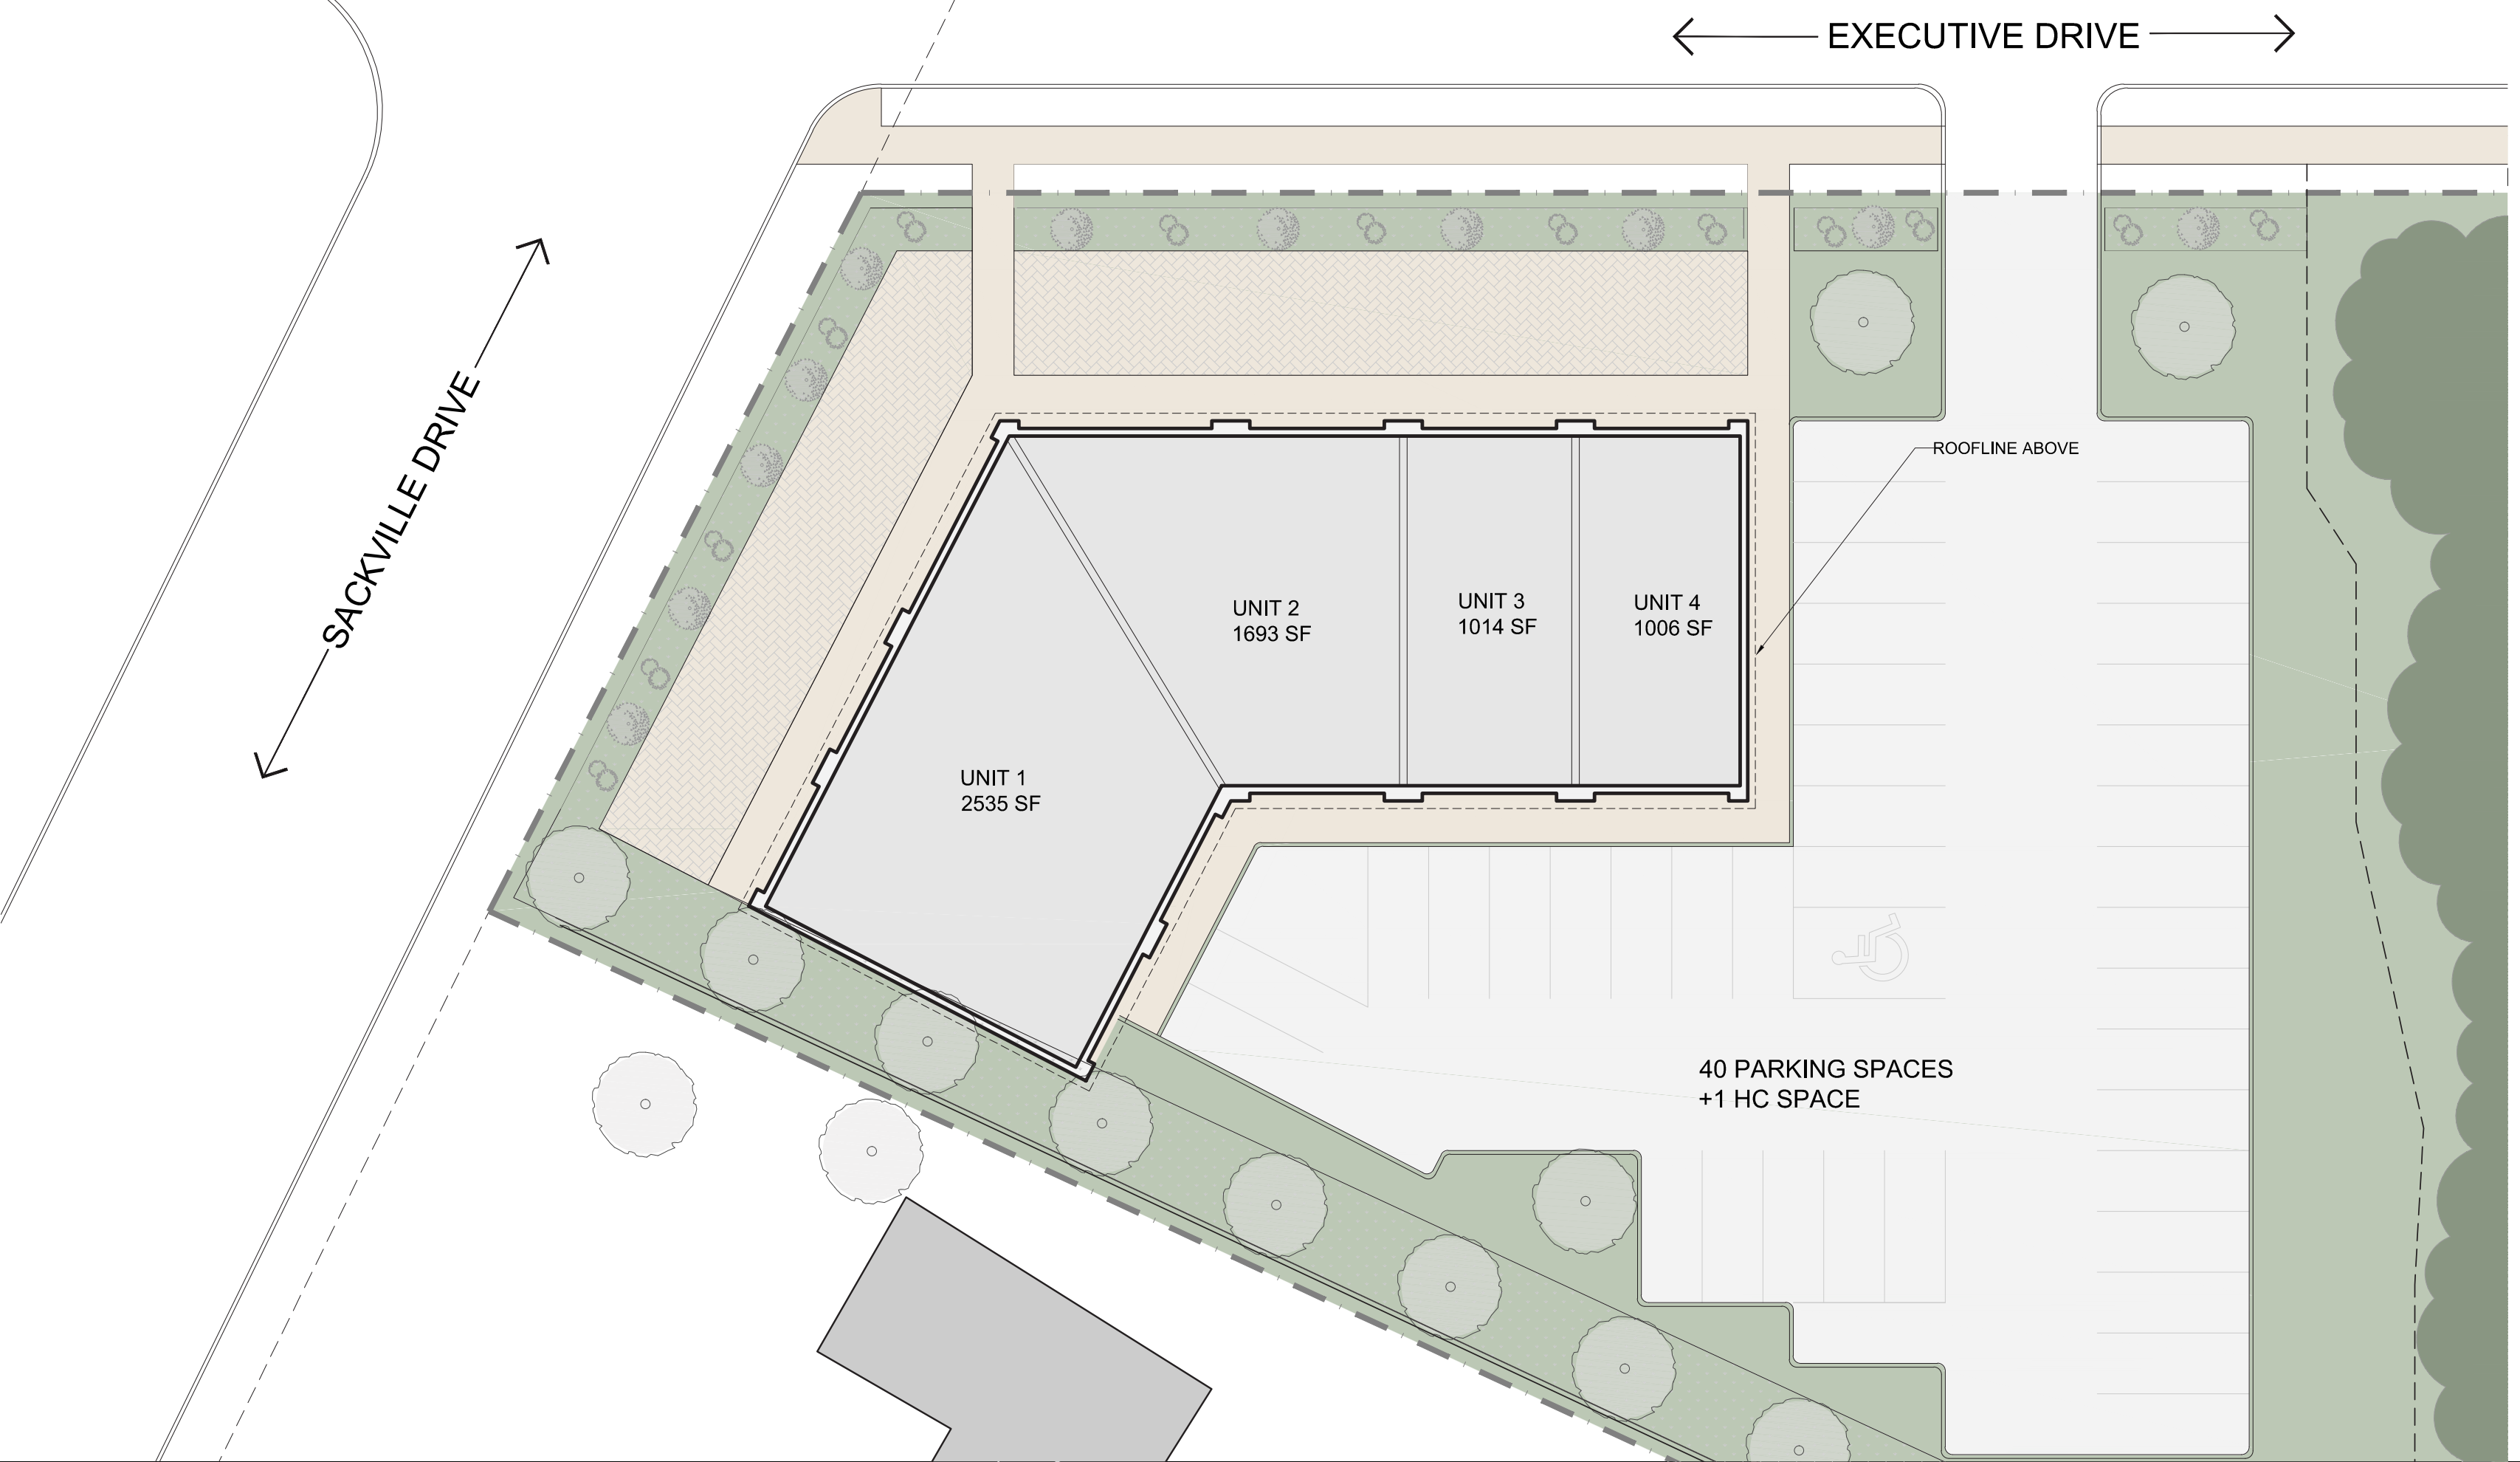 EXECUTIVE DRIVE
SACKVILLE DRIVE
ROOFLINE ABOVE
UNIT 2
1693 SF
UNIT 3
1014 SF
UNIT 4
1006 SF
UNIT 1
2535 SF
40 PARKING SPACES
+1 HC SPACE